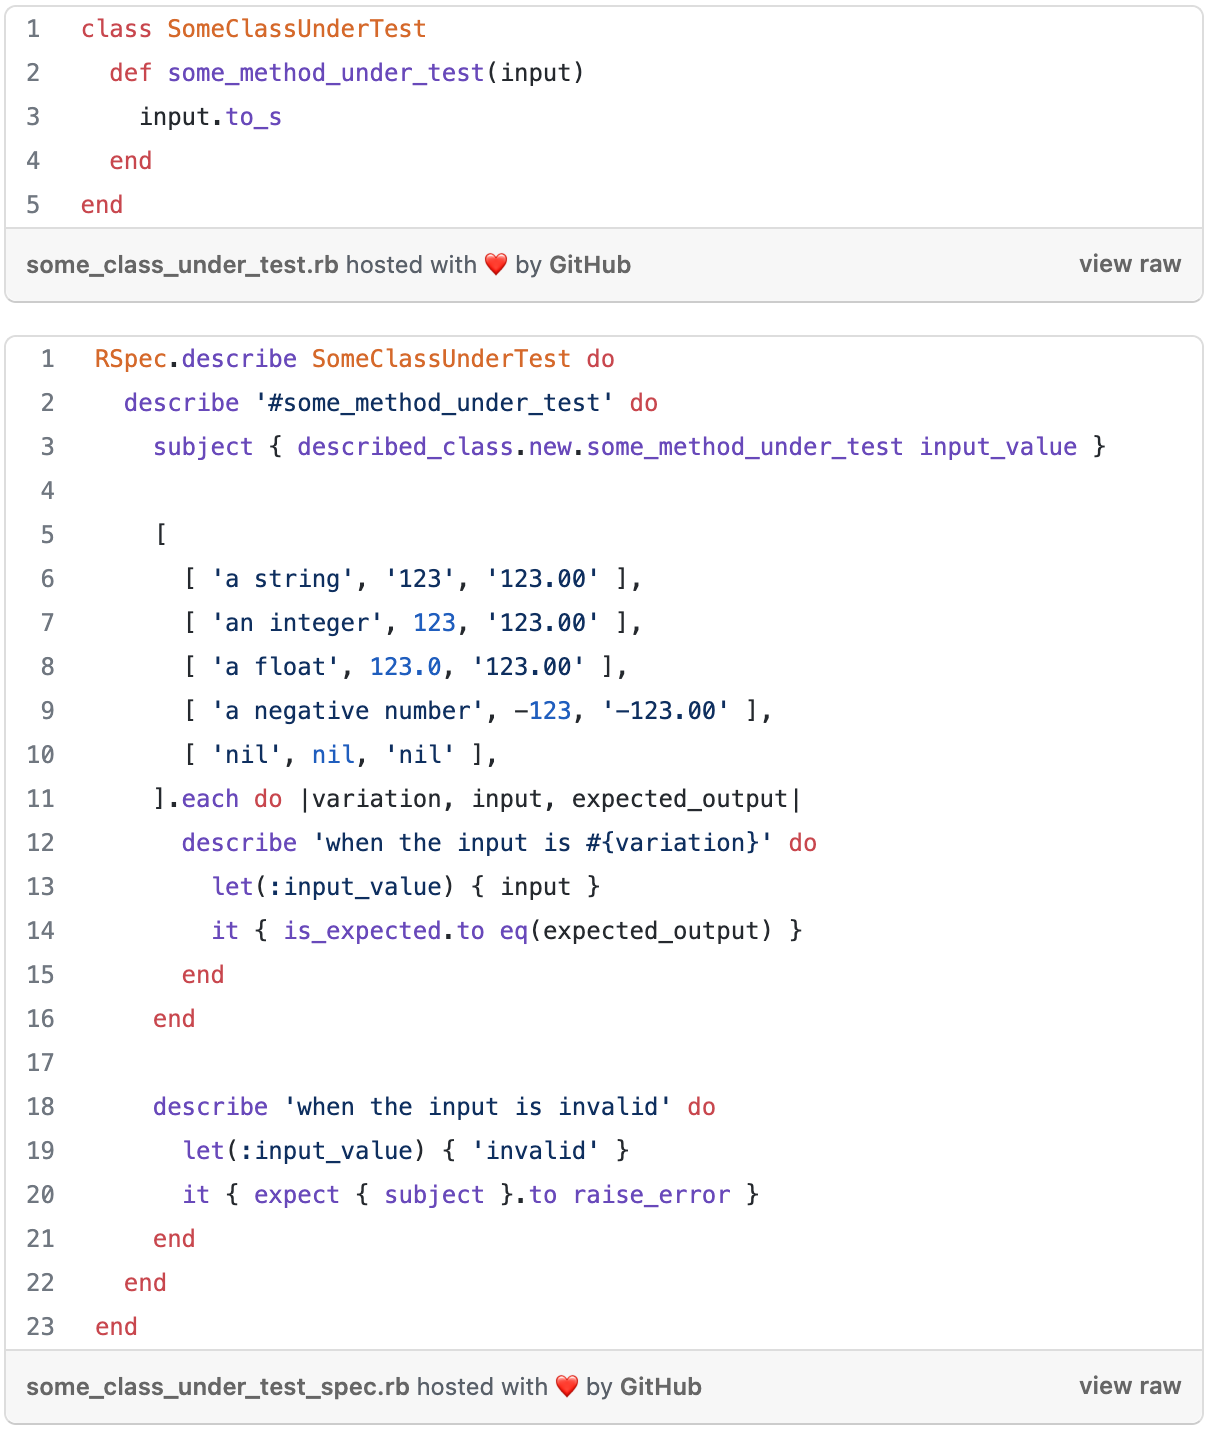 1 class SomeClassUnderTest
2   def some_method_under_test(input)
3     input.to_s
4   end
5 end
some_class_under_test.rb hosted with ❤️ by GitHub view raw
1 RSpec.describe SomeClassUnderTest do
2   describe '#some_method_under_test' do
3     subject { described_class.new.some_method_under_test input_value }
4
5     [
6       [ 'a string', '123', '123.00' ],
7       [ 'an integer', 123, '123.00' ],
8       [ 'a float', 123.0, '123.00' ],
9       [ 'a negative number', -123, '-123.00' ],
10       [ 'nil', nil, 'nil' ],
11     ].each do |variation, input, expected_output|
12       describe 'when the input is #{variation}' do
13         let(:input_value) { input }
14         it { is_expected.to eq(expected_output) }
15       end
16     end
17
18     describe 'when the input is invalid' do
19       let(:input_value) { 'invalid' }
20       it { expect { subject }.to raise_error }
21     end
22   end
23 end
some_class_under_test_spec.rb hosted with ❤️ by GitHub view raw